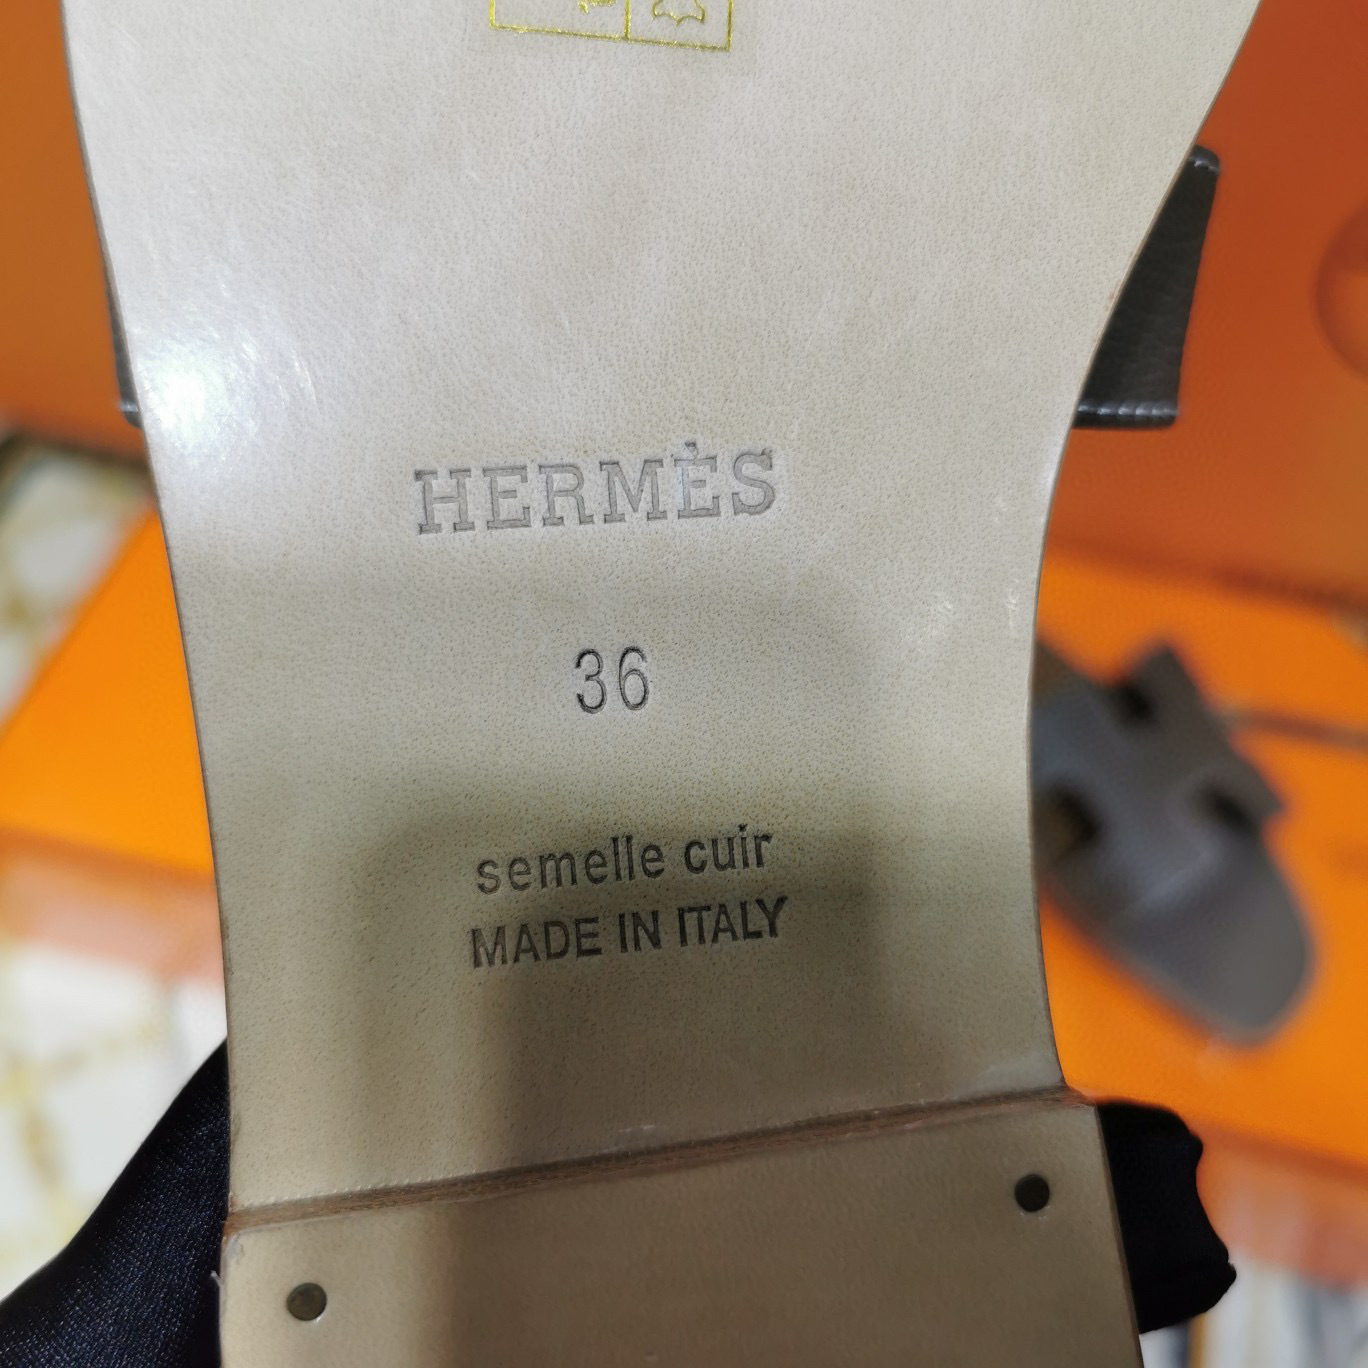 HERMÈS
36
semelle cuir
MADE IN ITALY